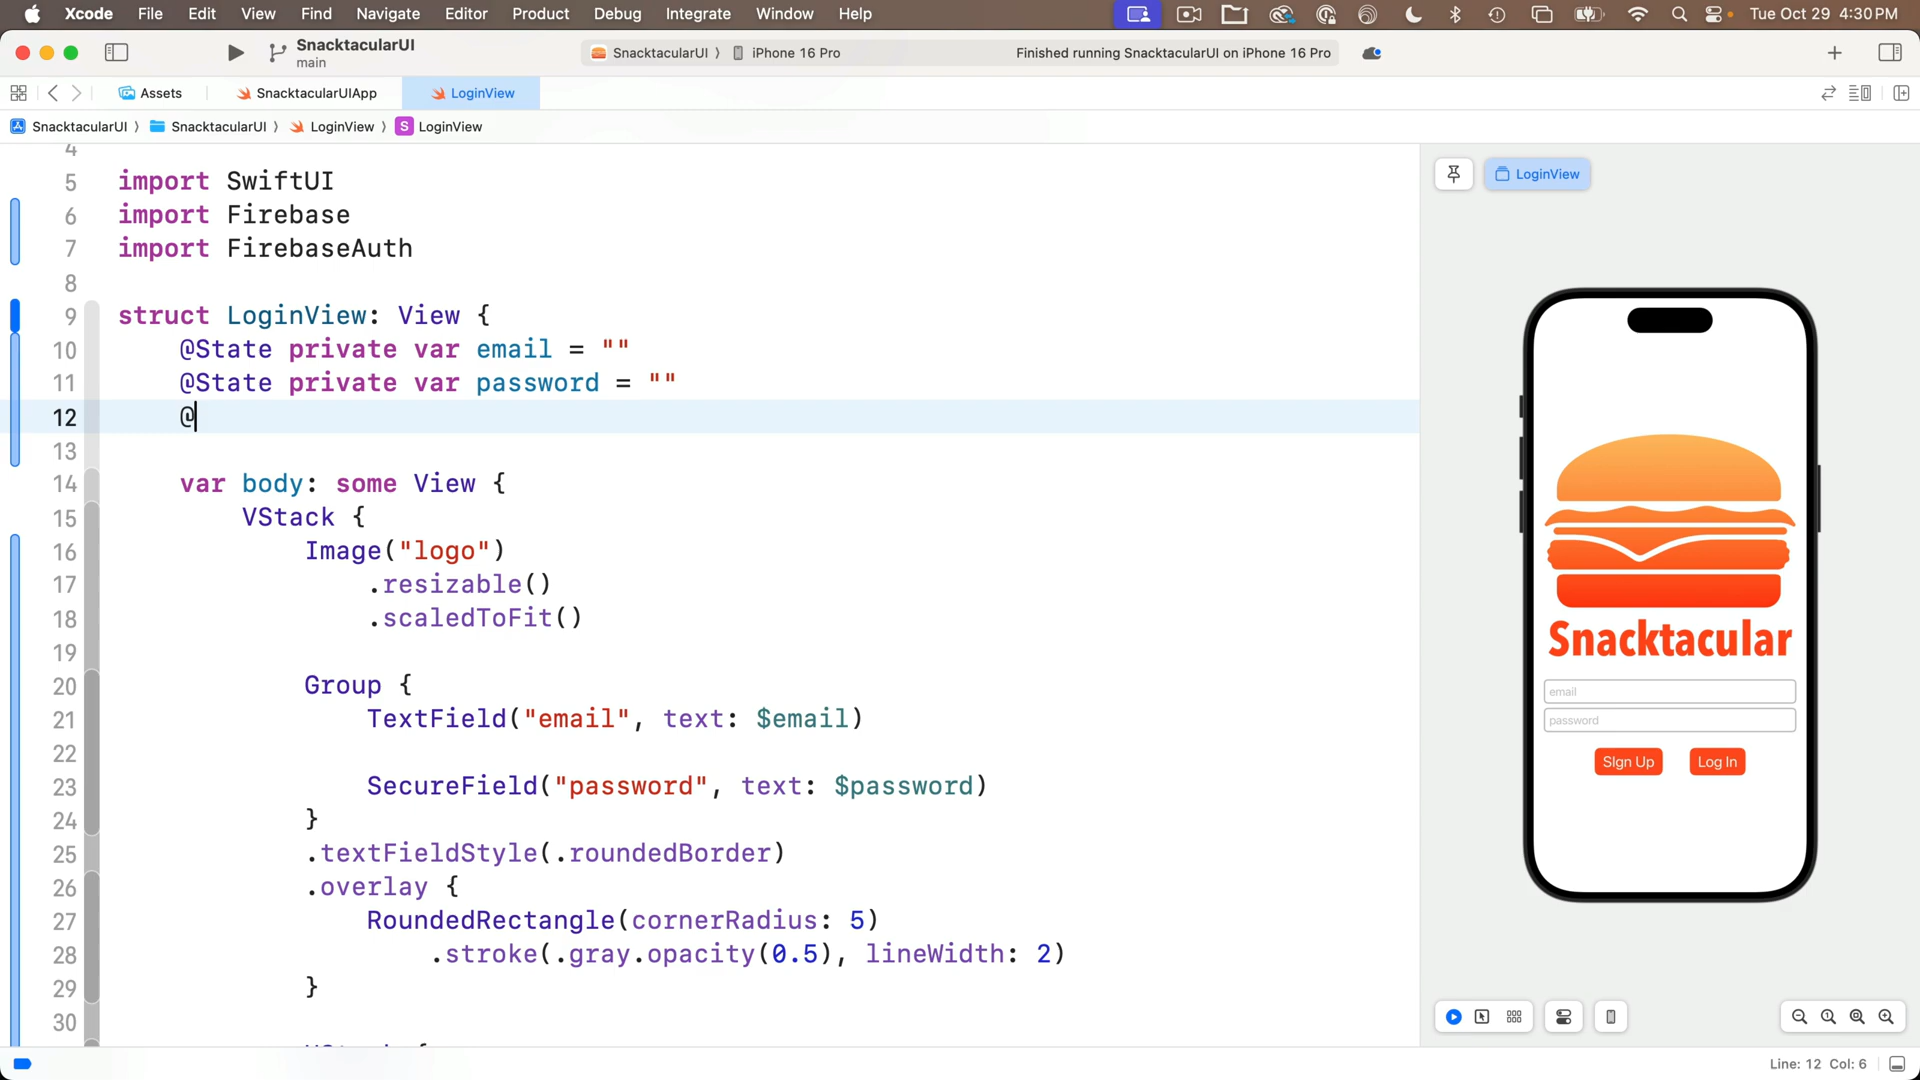 Xcode File Edit View Find Navigate Editor Product Debug Integrate Window Help Tue Oct 29 4:30 PM
SnacktacularUI
main
SnacktacularUI 〉 iPhone 16 Pro Finished running SnacktacularUI on iPhone 16 Pro
Assets SnacktacularUIApp LoginView
SnacktacularUI 〉 SnacktacularUI 〉 LoginView 〉 S LoginView
4
5 import SwiftUI
6 import Firebase
7 import FirebaseAuth
8
9 struct LoginView: View {
10 @State private var email = ""
11 @State private var password = ""
12 @
13
14 var body: some View {
15 VStack {
16 Image("logo")
17 .resizable()
18 .scaledToFit()
19
20 Group {
21 TextField("email", text: $email)
22
23 SecureField("password", text: $password)
24 }
25 .textFieldStyle(.roundedBorder)
26 .overlay {
27 RoundedRectangle(cornerRadius: 5)
28 .stroke(.gray.opacity(0.5), lineWidth: 2)
29 }
30
LoginView
Snacktacular
email
password
SIgn Up Log In
Line: 12 Col: 6